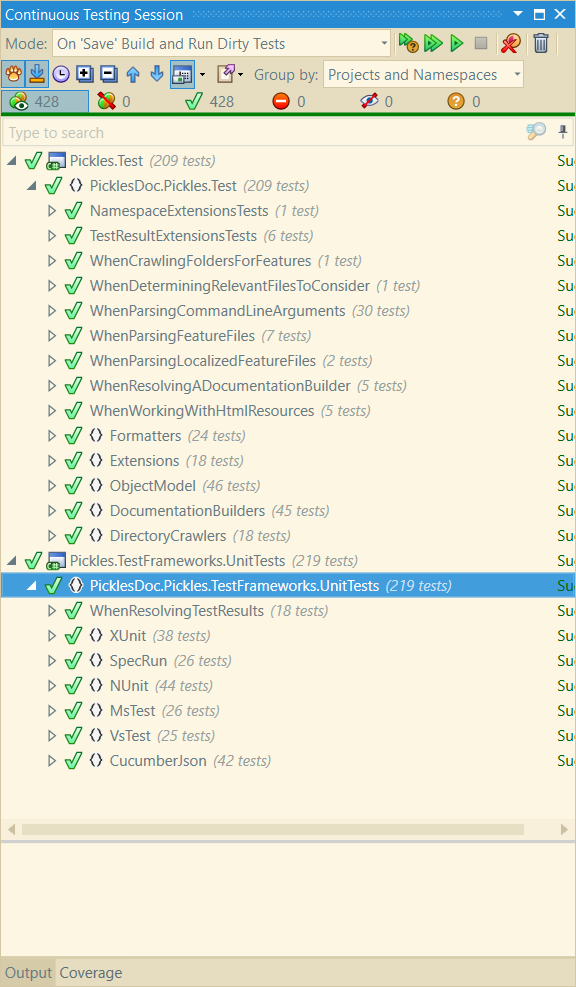 Continuous Testing Session
Mode: On 'Save' Build and Run Dirty Tests
Group by: Projects and Namespaces
428 0 428 0 0 0
Type to search
Pickles.Test (209 tests) Su
PicklesDoc.Pickles.Test (209 tests) Su
NamespaceExtensionsTests (1 test) Su
TestResultExtensionsTests (6 tests) Su
WhenCrawlingFoldersForFeatures (1 test) Su
WhenDeterminingRelevantFilesToConsider (1 test) Su
WhenParsingCommandLineArguments (30 tests) Su
WhenParsingFeatureFiles (7 tests) Su
WhenParsingLocalizedFeatureFiles (2 tests) Su
WhenResolvingADocumentationBuilder (5 tests) Su
WhenWorkingWithHtmlResources (5 tests) Su
Formatters (24 tests) Su
Extensions (18 tests) Su
ObjectModel (46 tests) Su
DocumentationBuilders (45 tests) Su
DirectoryCrawlers (18 tests) Su
Pickles.TestFrameworks.UnitTests (219 tests) Su
PicklesDoc.Pickles.TestFrameworks.UnitTests (219 tests) Su
WhenResolvingTestResults (18 tests) Su
XUnit (38 tests) Su
SpecRun (26 tests) Su
NUnit (44 tests) Su
MsTest (26 tests) Su
VsTest (25 tests) Su
CucumberJson (42 tests) Su
Output Coverage